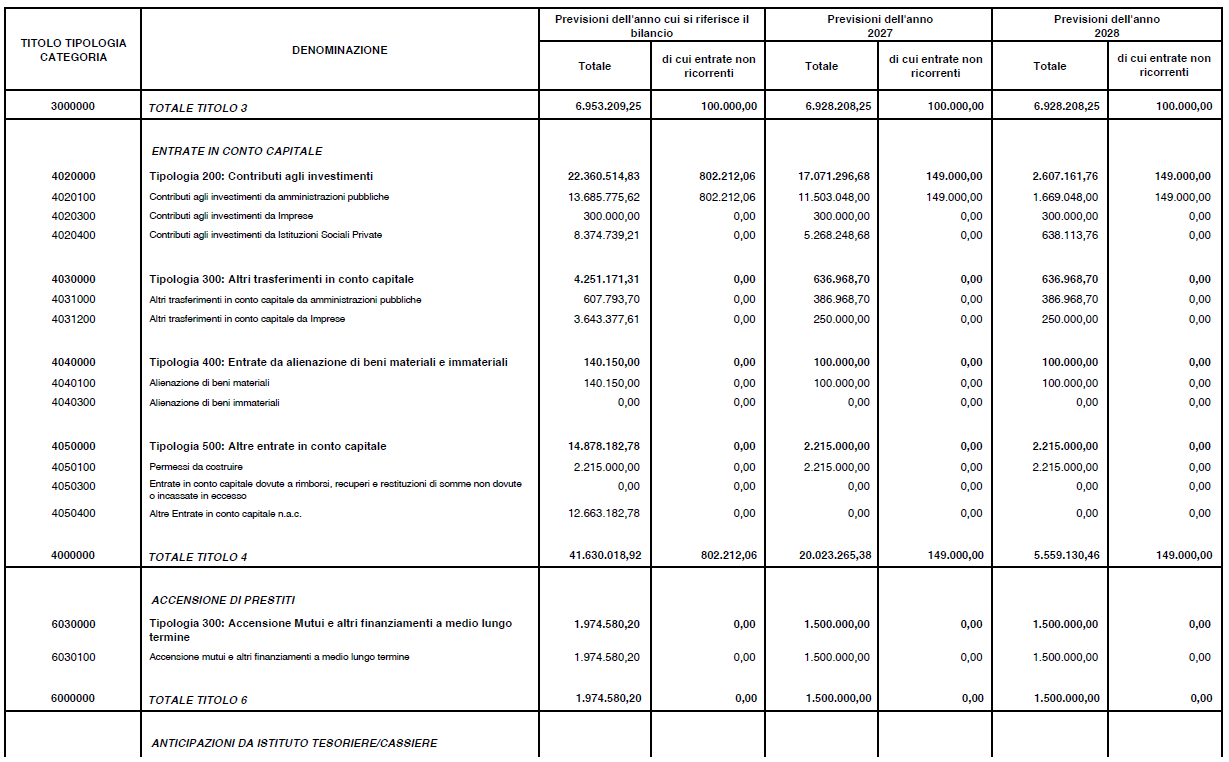 TITOLO TIPOLOGIA CATEGORIA DENOMINAZIONE Previsioni dell'anno cui si riferisce il bilancio Previsioni dell'anno 2027 Previsioni dell'anno 2028
Totale di cui entrate non ricorrenti Totale di cui entrate non ricorrenti Totale di cui entrate non ricorrenti
3000000 TOTALE TITOLO 3 6.953.209,25 100.000,00 6.928.208,25 100.000,00 6.928.208,25 100.000,00
ENTRATE IN CONTO CAPITALE
4020000 Tipologia 200: Contributi agli investimenti 22.360.514,83 802.212,06 17.071.296,68 149.000,00 2.607.161,76 149.000,00
4020100 Contributi agli investimenti da amministrazioni pubbliche 13.685.775,62 802.212,06 11.503.048,00 149.000,00 1.669.048,00 149.000,00
4020300 Contributi agli investimenti da Imprese 300.000,00 0,00 300.000,00 0,00 300.000,00 0,00
4020400 Contributi agli investimenti da Istituzioni Sociali Private 8.374.739,21 0,00 5.268.248,68 0,00 638.113,76 0,00
4030000 Tipologia 300: Altri trasferimenti in conto capitale 4.251.171,31 0,00 636.968,70 0,00 636.968,70 0,00
4031000 Altri trasferimenti in conto capitale da amministrazioni pubbliche 607.793,70 0,00 386.968,70 0,00 386.968,70 0,00
4031200 Altri trasferimenti in conto capitale da Imprese 3.643.377,61 0,00 250.000,00 0,00 250.000,00 0,00
4040000 Tipologia 400: Entrate da alienazione di beni materiali e immateriali 140.150,00 0,00 100.000,00 0,00 100.000,00 0,00
4040100 Alienazione di beni materiali 140.150,00 0,00 100.000,00 0,00 100.000,00 0,00
4040300 Alienazione di beni immateriali 0,00 0,00 0,00 0,00 0,00 0,00
4050000 Tipologia 500: Altre entrate in conto capitale 14.878.182,78 0,00 2.215.000,00 0,00 2.215.000,00 0,00
4050100 Permessi da costruire 2.215.000,00 0,00 2.215.000,00 0,00 2.215.000,00 0,00
4050300 Entrate in conto capitale dovute a rimborsi, recuperi e restituzioni di somme non dovute 0,00 0,00 0,00 0,00 0,00 0,00
o incassate in eccesso
4050400 Altre Entrate in conto capitale n.a.c. 12.663.182,78 0,00 0,00 0,00 0,00 0,00
4000000 TOTALE TITOLO 4 41.630.018,92 802.212,06 20.023.265,38 149.000,00 5.559.130,46 149.000,00
ACCENSIONE DI PRESTITI
6030000 Tipologia 300: Accensione Mutui e altri finanziamenti a medio lungo 1.974.580,20 0,00 1.500.000,00 0,00 1.500.000,00 0,00
termine
6030100 Accensione mutui e altri finanziamenti a medio lungo termine 1.974.580,20 0,00 1.500.000,00 0,00 1.500.000,00 0,00
6000000 TOTALE TITOLO 6 1.974.580,20 0,00 1.500.000,00 0,00 1.500.000,00 0,00
ANTICIPAZIONI DA ISTITUTO TESORIERE/CASSIERE